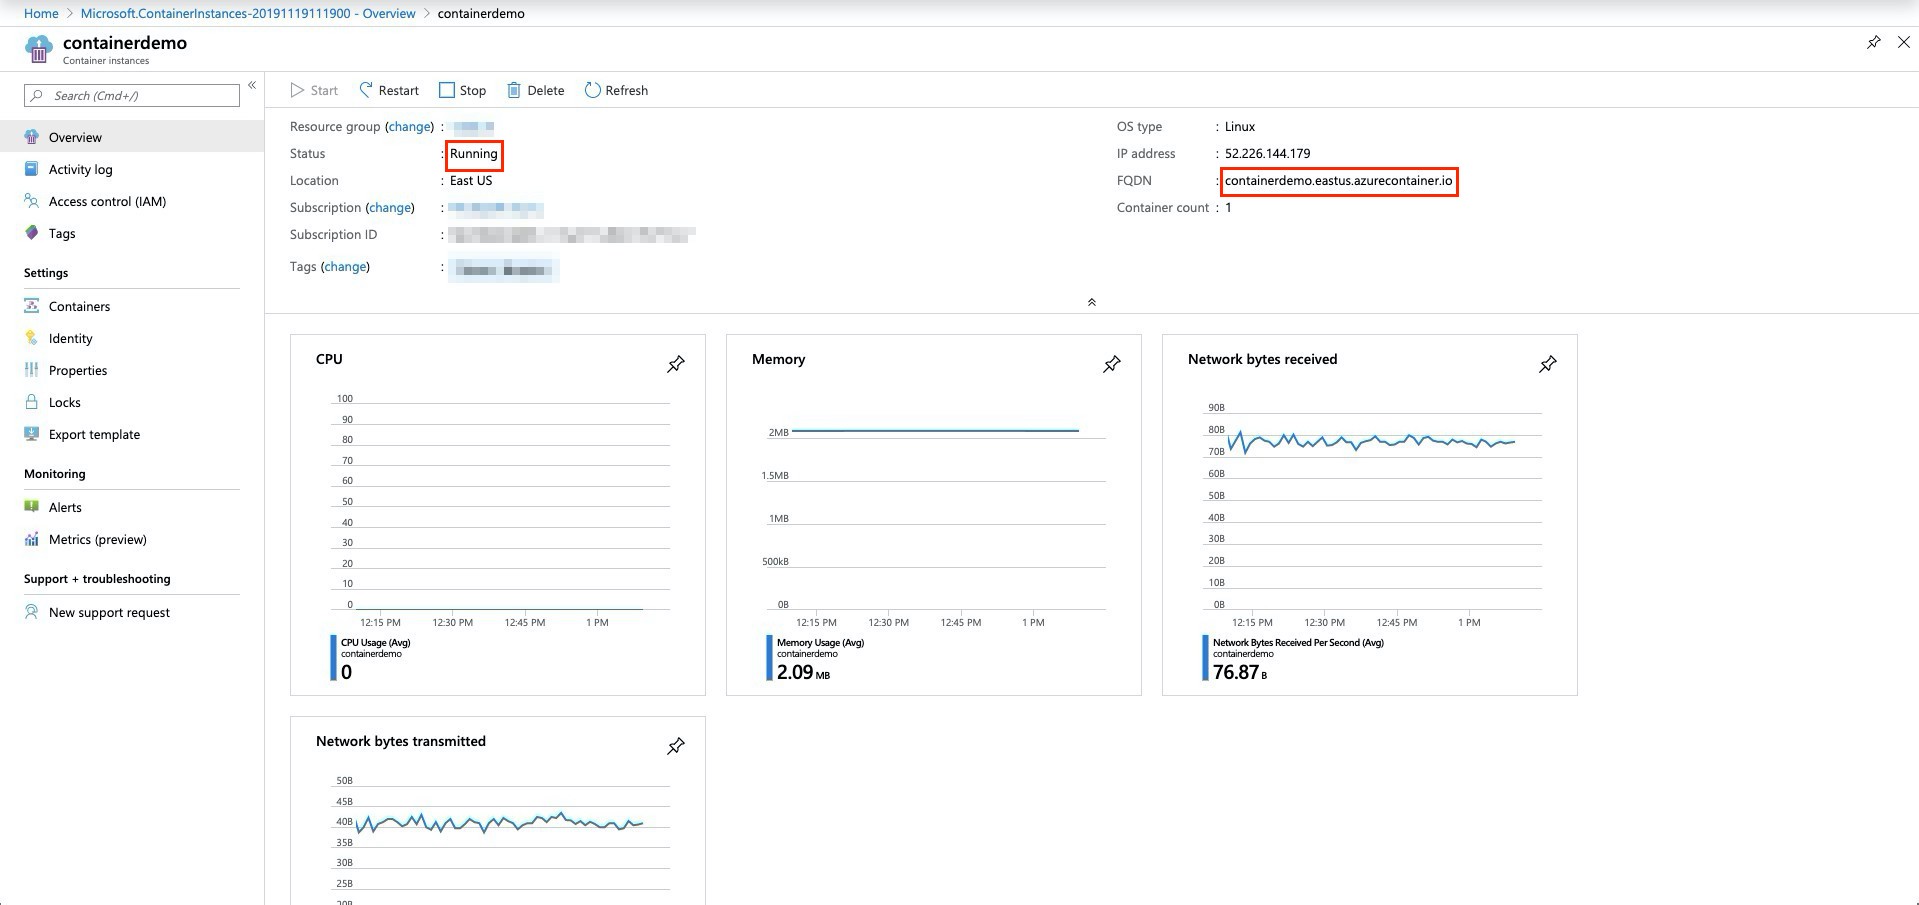 Home > Microsoft.ContainerInstances-20191119111900 - Overview > containerdemo
containerdemo
Container instances
Search (Cmd+/)
«
Overview
Activity log
Access control (IAM)
Tags
Settings
Containers
Identity
Properties
Locks
Export template
Monitoring
Alerts
Metrics (preview)
Support + troubleshooting
New support request
Start Restart Stop Delete Refresh
Resource group (change) :
Status : Running
Location : East US
Subscription (change) :
Subscription ID :
Tags (change) :
OS type : Linux
IP address : 52.226.144.179
FQDN : containerdemo.eastus.azurecontainer.io
Container count : 1
CPU
100
90
80
70
60
50
40
30
20
10
0
12:15 PM 12:30 PM 12:45 PM 1 PM
CPU Usage (Avg)
containerdemo
0
Memory
2MB
1.5MB
1MB
500kB
0B
12:15 PM 12:30 PM 12:45 PM 1 PM
Memory Usage (Avg)
containerdemo
2.09 MB
Network bytes received
90B
80B
70B
60B
50B
40B
30B
20B
10B
0B
12:15 PM 12:30 PM 12:45 PM 1 PM
Network Bytes Received Per Second (Avg)
containerdemo
76.87 B
Network bytes transmitted
50B
45B
40B
35B
30B
25B
20B